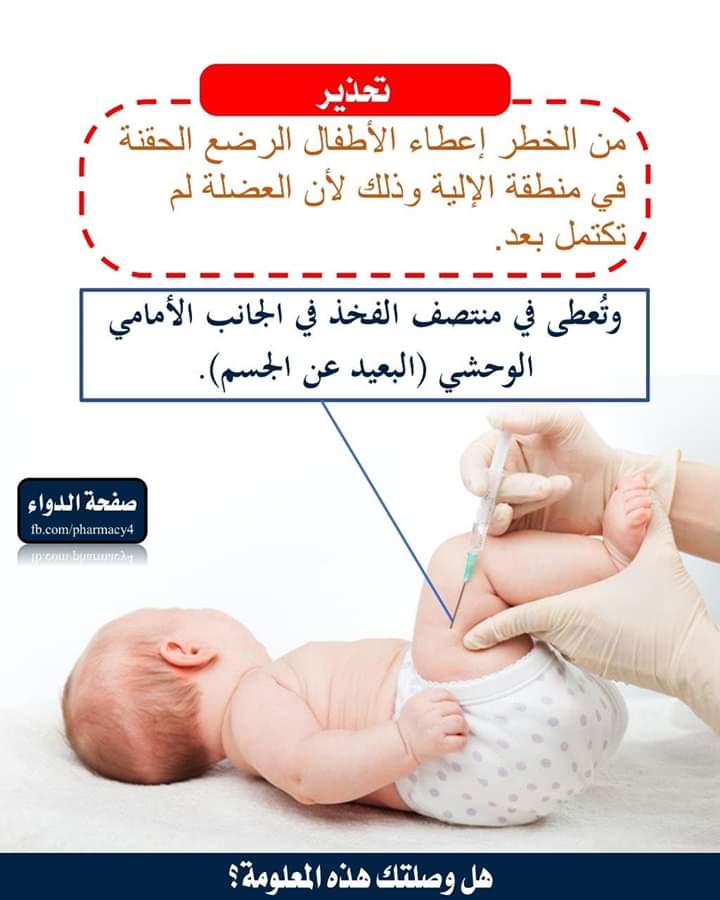 تحذير
من الخطر إعطاء الأطفال الرضع الحقنة
في منطقة الإلية وذلك لأن العضلة لم
تكتمل بعد.
وتُعطى في منتصف الفخذ في الجانب الأمامي
الوحشي (البعيد عن الجسم).
صفحة الدواء
fb.com/pharmacy4
هل وصلتك هذه المعلومة؟